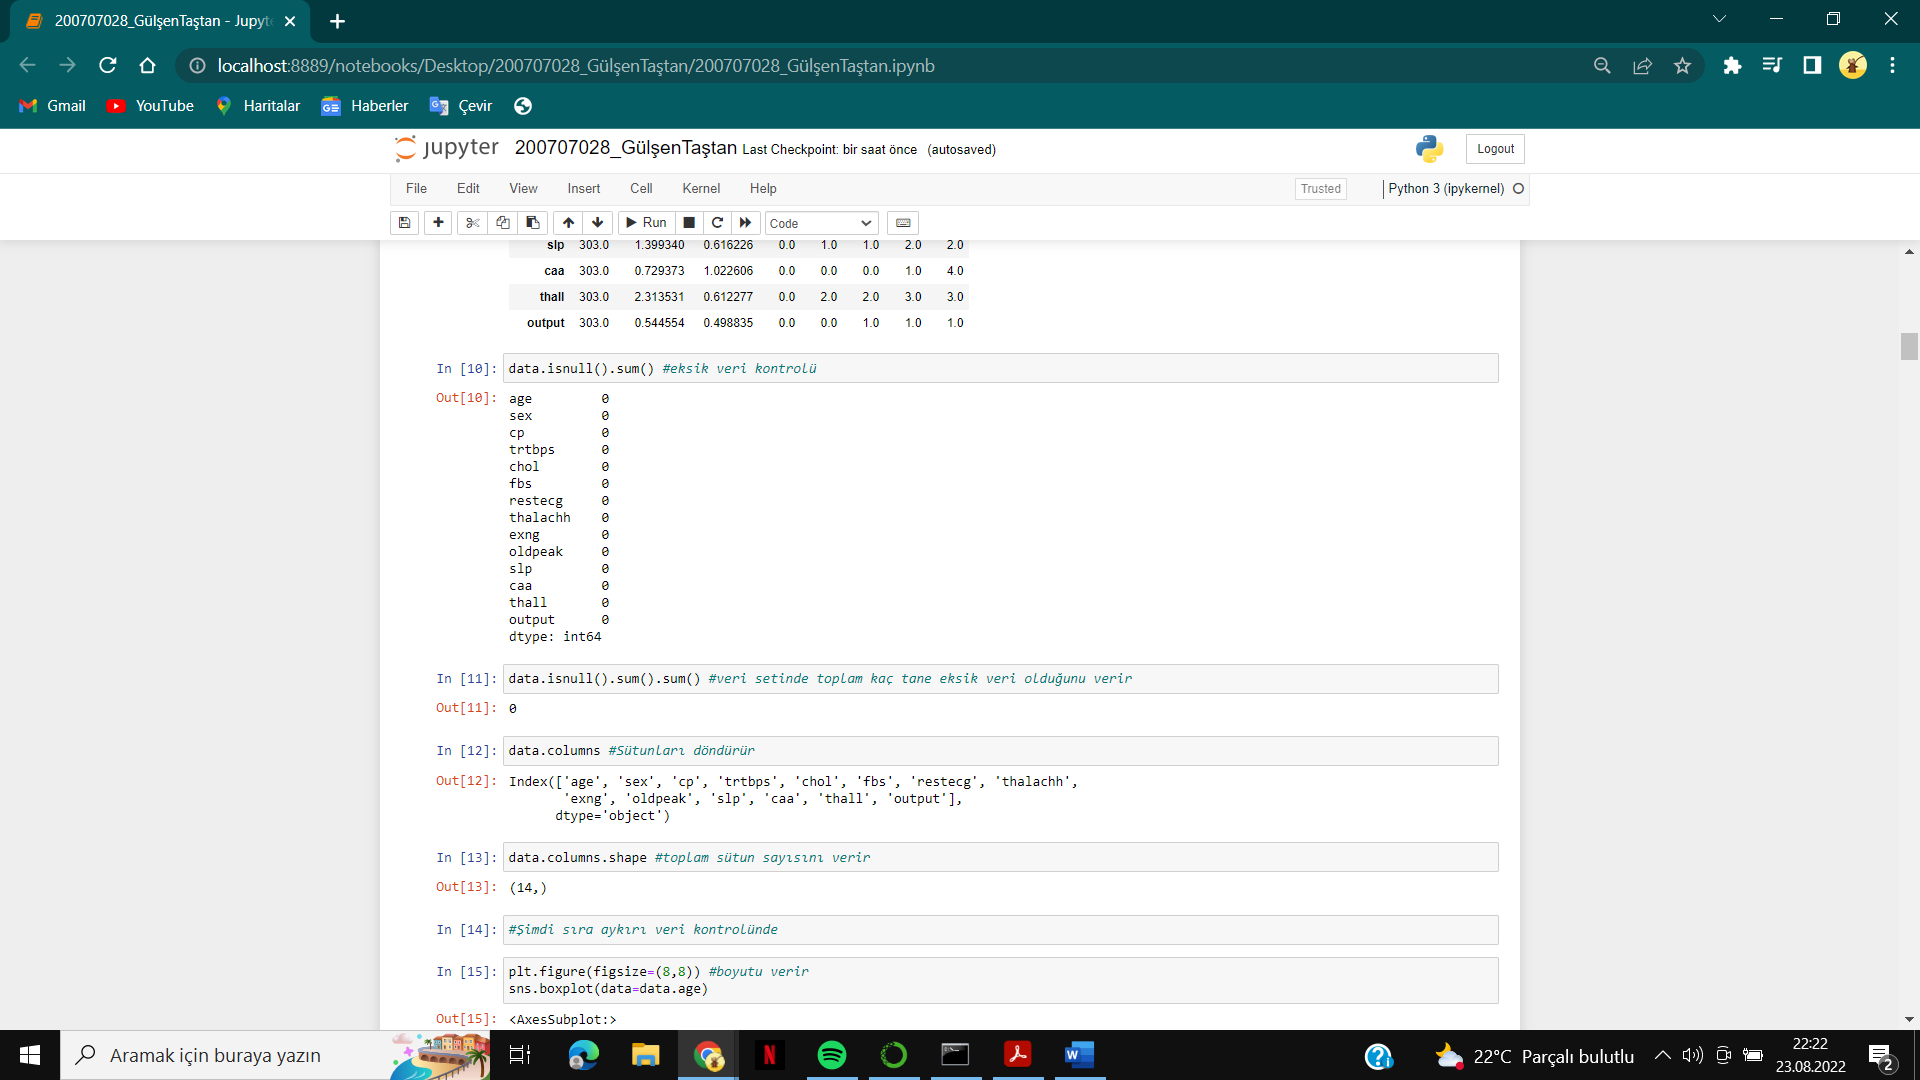 200707028_GülşenTaştan - Jupyt
localhost:8889/notebooks/Desktop/200707028_GülşenTaştan/200707028_GülşenTaştan.ipynb
Gmail YouTube Haritalar Haberler Çevir
jupyter 200707028_GülşenTaştan Last Checkpoint: bir saat önce (autosaved) Logout
File Edit View Insert Cell Kernel Help Trusted Python 3 (ipykernel)
Run Code
slp 303.0 1.399340 0.616226 0.0 1.0 1.0 2.0 2.0
caa 303.0 0.729373 1.022606 0.0 0.0 0.0 1.0 4.0
thall 303.0 2.313531 0.612277 0.0 2.0 2.0 3.0 3.0
output 303.0 0.544554 0.498835 0.0 0.0 1.0 1.0 1.0
In [10]: data.isnull().sum() #eksik veri kontrolü
Out[10]: age 0
sex 0
cp 0
trtbps 0
chol 0
fbs 0
restecg 0
thalachh 0
exng 0
oldpeak 0
slp 0
caa 0
thall 0
output 0
dtype: int64
In [11]: data.isnull().sum().sum() #veri setinde toplam kaç tane eksik veri olduğunu verir
Out[11]: 0
In [12]: data.columns #Sütunları döndürür
Out[12]: Index(['age', 'sex', 'cp', 'trtbps', 'chol', 'fbs', 'restecg', 'thalachh',
'exng', 'oldpeak', 'slp', 'caa', 'thall', 'output'],
dtype='object')
In [13]: data.columns.shape #toplam sütun sayısını verir
Out[13]: (14,)
In [14]: #Şimdi sıra aykırı veri kontrolünde
In [15]: plt.figure(figsize=(8,8)) #boyutu verir
sns.boxplot(data=data.age)
Out[15]: <AxesSubplot:>
Aramak için buraya yazın
22°C Parçalı bulutlu
22:22
23.08.2022
2